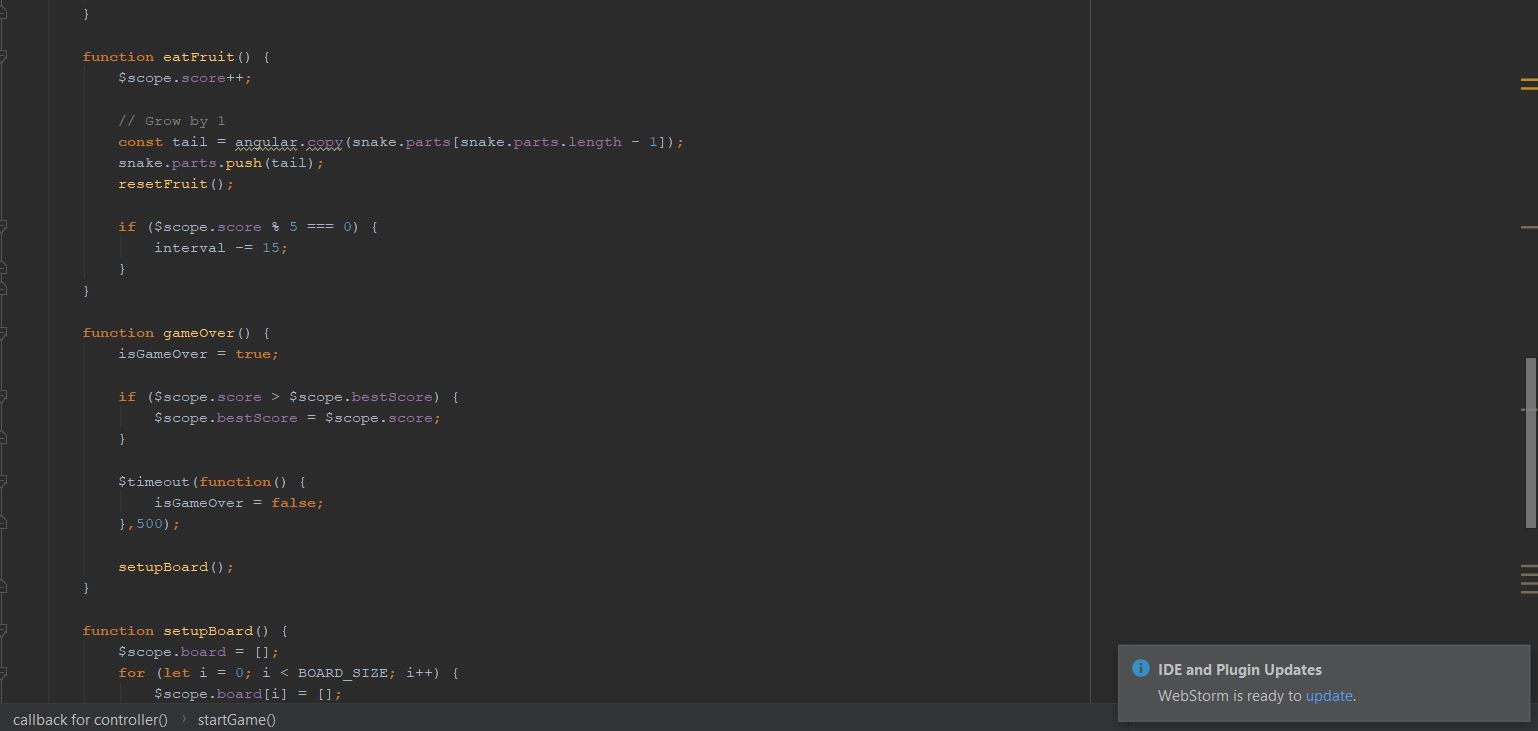 }
function eatFruit() {
$scope.score++;
// Grow by 1
const tail = angular.copy(snake.parts[snake.parts.length - 1]);
snake.parts.push(tail);
resetFruit();
if ($scope.score % 5 === 0) {
interval -= 15;
}
}
function gameOver() {
isGameOver = true;
if ($scope.score > $scope.bestScore) {
$scope.bestScore = $scope.score;
}
$timeout(function() {
isGameOver = false;
},500);
setupBoard();
}
function setupBoard() {
$scope.board = [];
for (let i = 0; i < BOARD_SIZE; i++) {
$scope.board[i] = [];
IDE and Plugin Updates
WebStorm is ready to update.
callback for controller() › startGame()